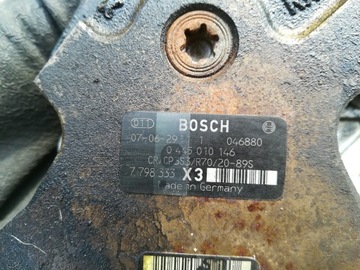 BOSCH
07-06-29 1 046880
0 445 010 146
CR/CP3S3/R70/20-89S
7 798 333 X3
Made in Germany